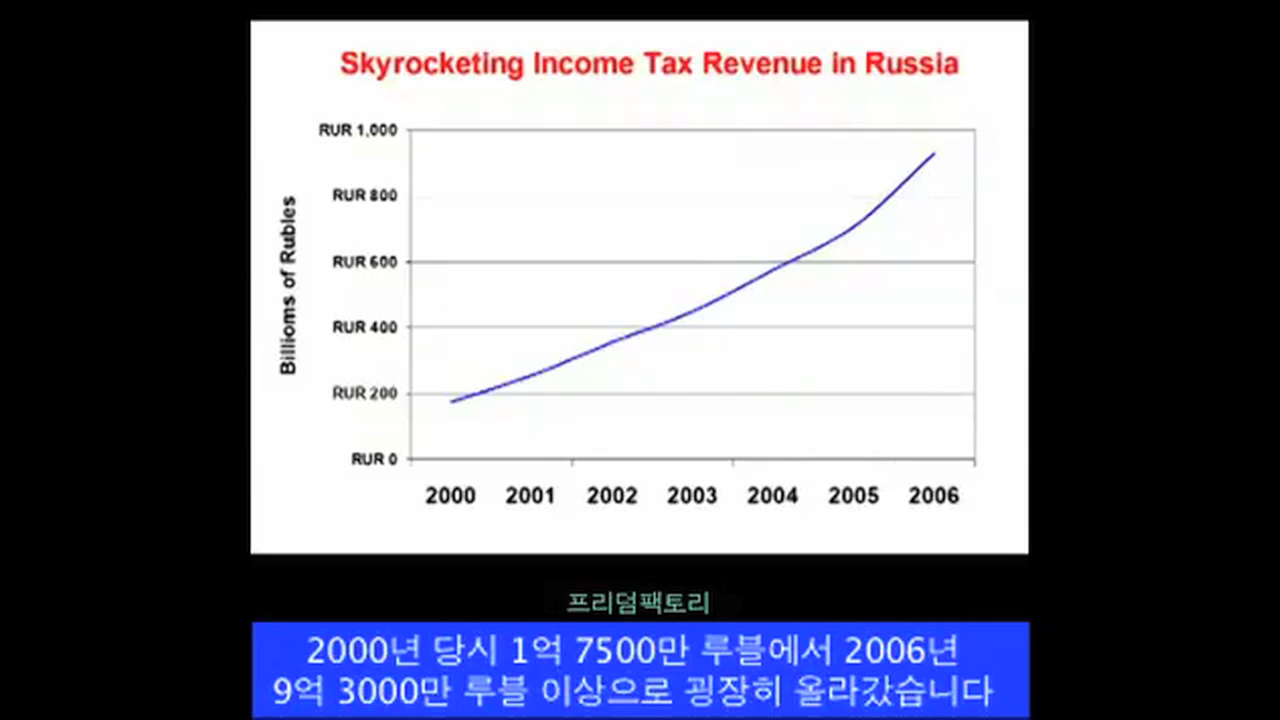 Skyrocketing Income Tax Revenue in Russia
Billions of Rubles
RUR 1,000
RUR 800
RUR 600
RUR 400
RUR 200
RUR 0
2000 2001 2002 2003 2004 2005 2006
프리덤팩토리
2000년 당시 1억 7500만 루블에서 2006년
9억 3000만 루블 이상으로 굉장히 올라갔습니다